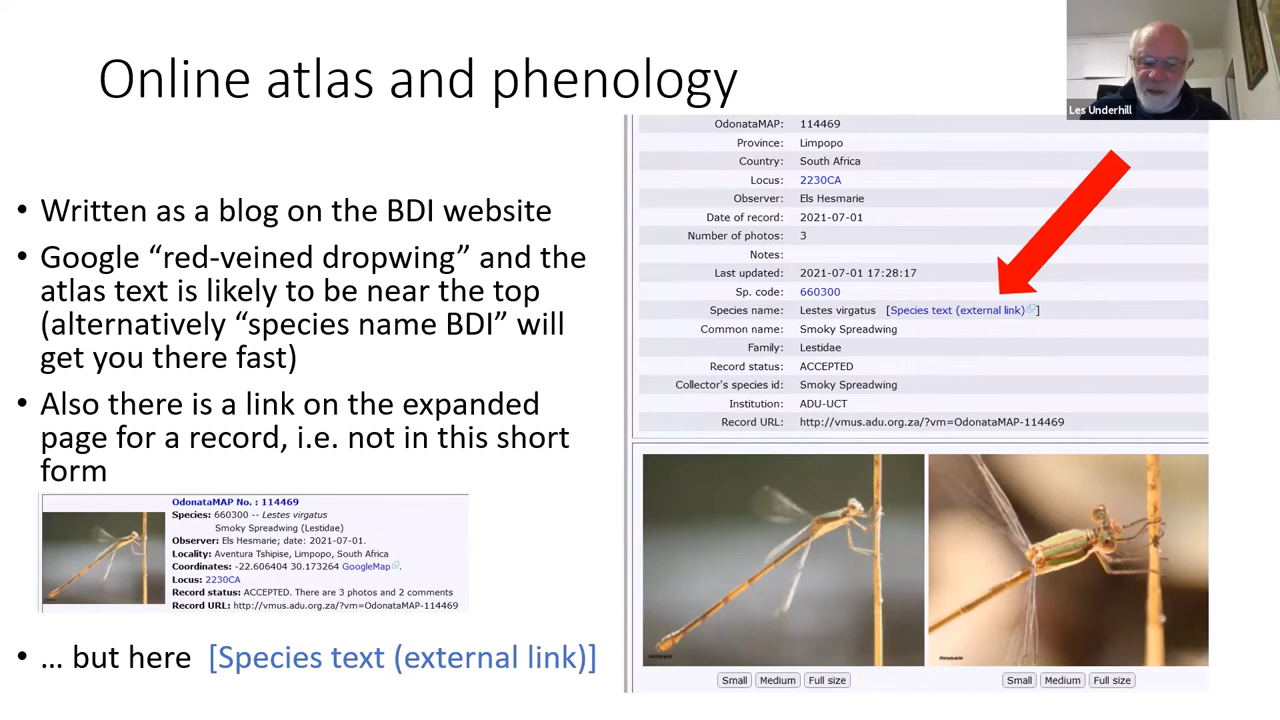 Online atlas and phenology
Les Underhill
• Written as a blog on the BDI website
• Google “red-veined dropwing” and the
atlas text is likely to be near the top
(alternatively “species name BDI” will
get you there fast)
• Also there is a link on the expanded
page for a record, i.e. not in this short
form
OdonataMAP No. : 114469
Species: 660300 -- Lestes virgatus
Smoky Spreadwing (Lestidae)
Observer: Els Hesmarie; date: 2021-07-01.
Locality: Aventura Tshipise, Limpopo, South Africa
Coordinates: -22.606404 30.173264 GoogleMap.
Locus: 2230CA
Record status: ACCEPTED. There are 3 photos and 2 comments
Record URL: http://vmus.adu.org.za/?vm=OdonataMAP-114469
• … but here [Species text (external link)]
OdonataMAP: 114469
Province: Limpopo
Country: South Africa
Locus: 2230CA
Observer: Els Hesmarie
Date of record: 2021-07-01
Number of photos: 3
Notes:
Last updated: 2021-07-01 17:28:17
Sp. code: 660300
Species name: Lestes virgatus [Species text (external link)]
Common name: Smoky Spreadwing
Family: Lestidae
Record status: ACCEPTED
Collector's species id: Smoky Spreadwing
Institution: ADU-UCT
Record URL: http://vmus.adu.org.za/?vm=OdonataMAP-114469
Small Medium Full size
Small Medium Full size